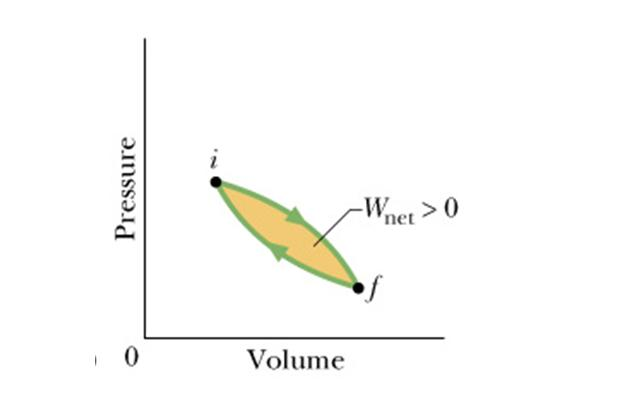 Pressure
i
W_net > 0
f
0
Volume